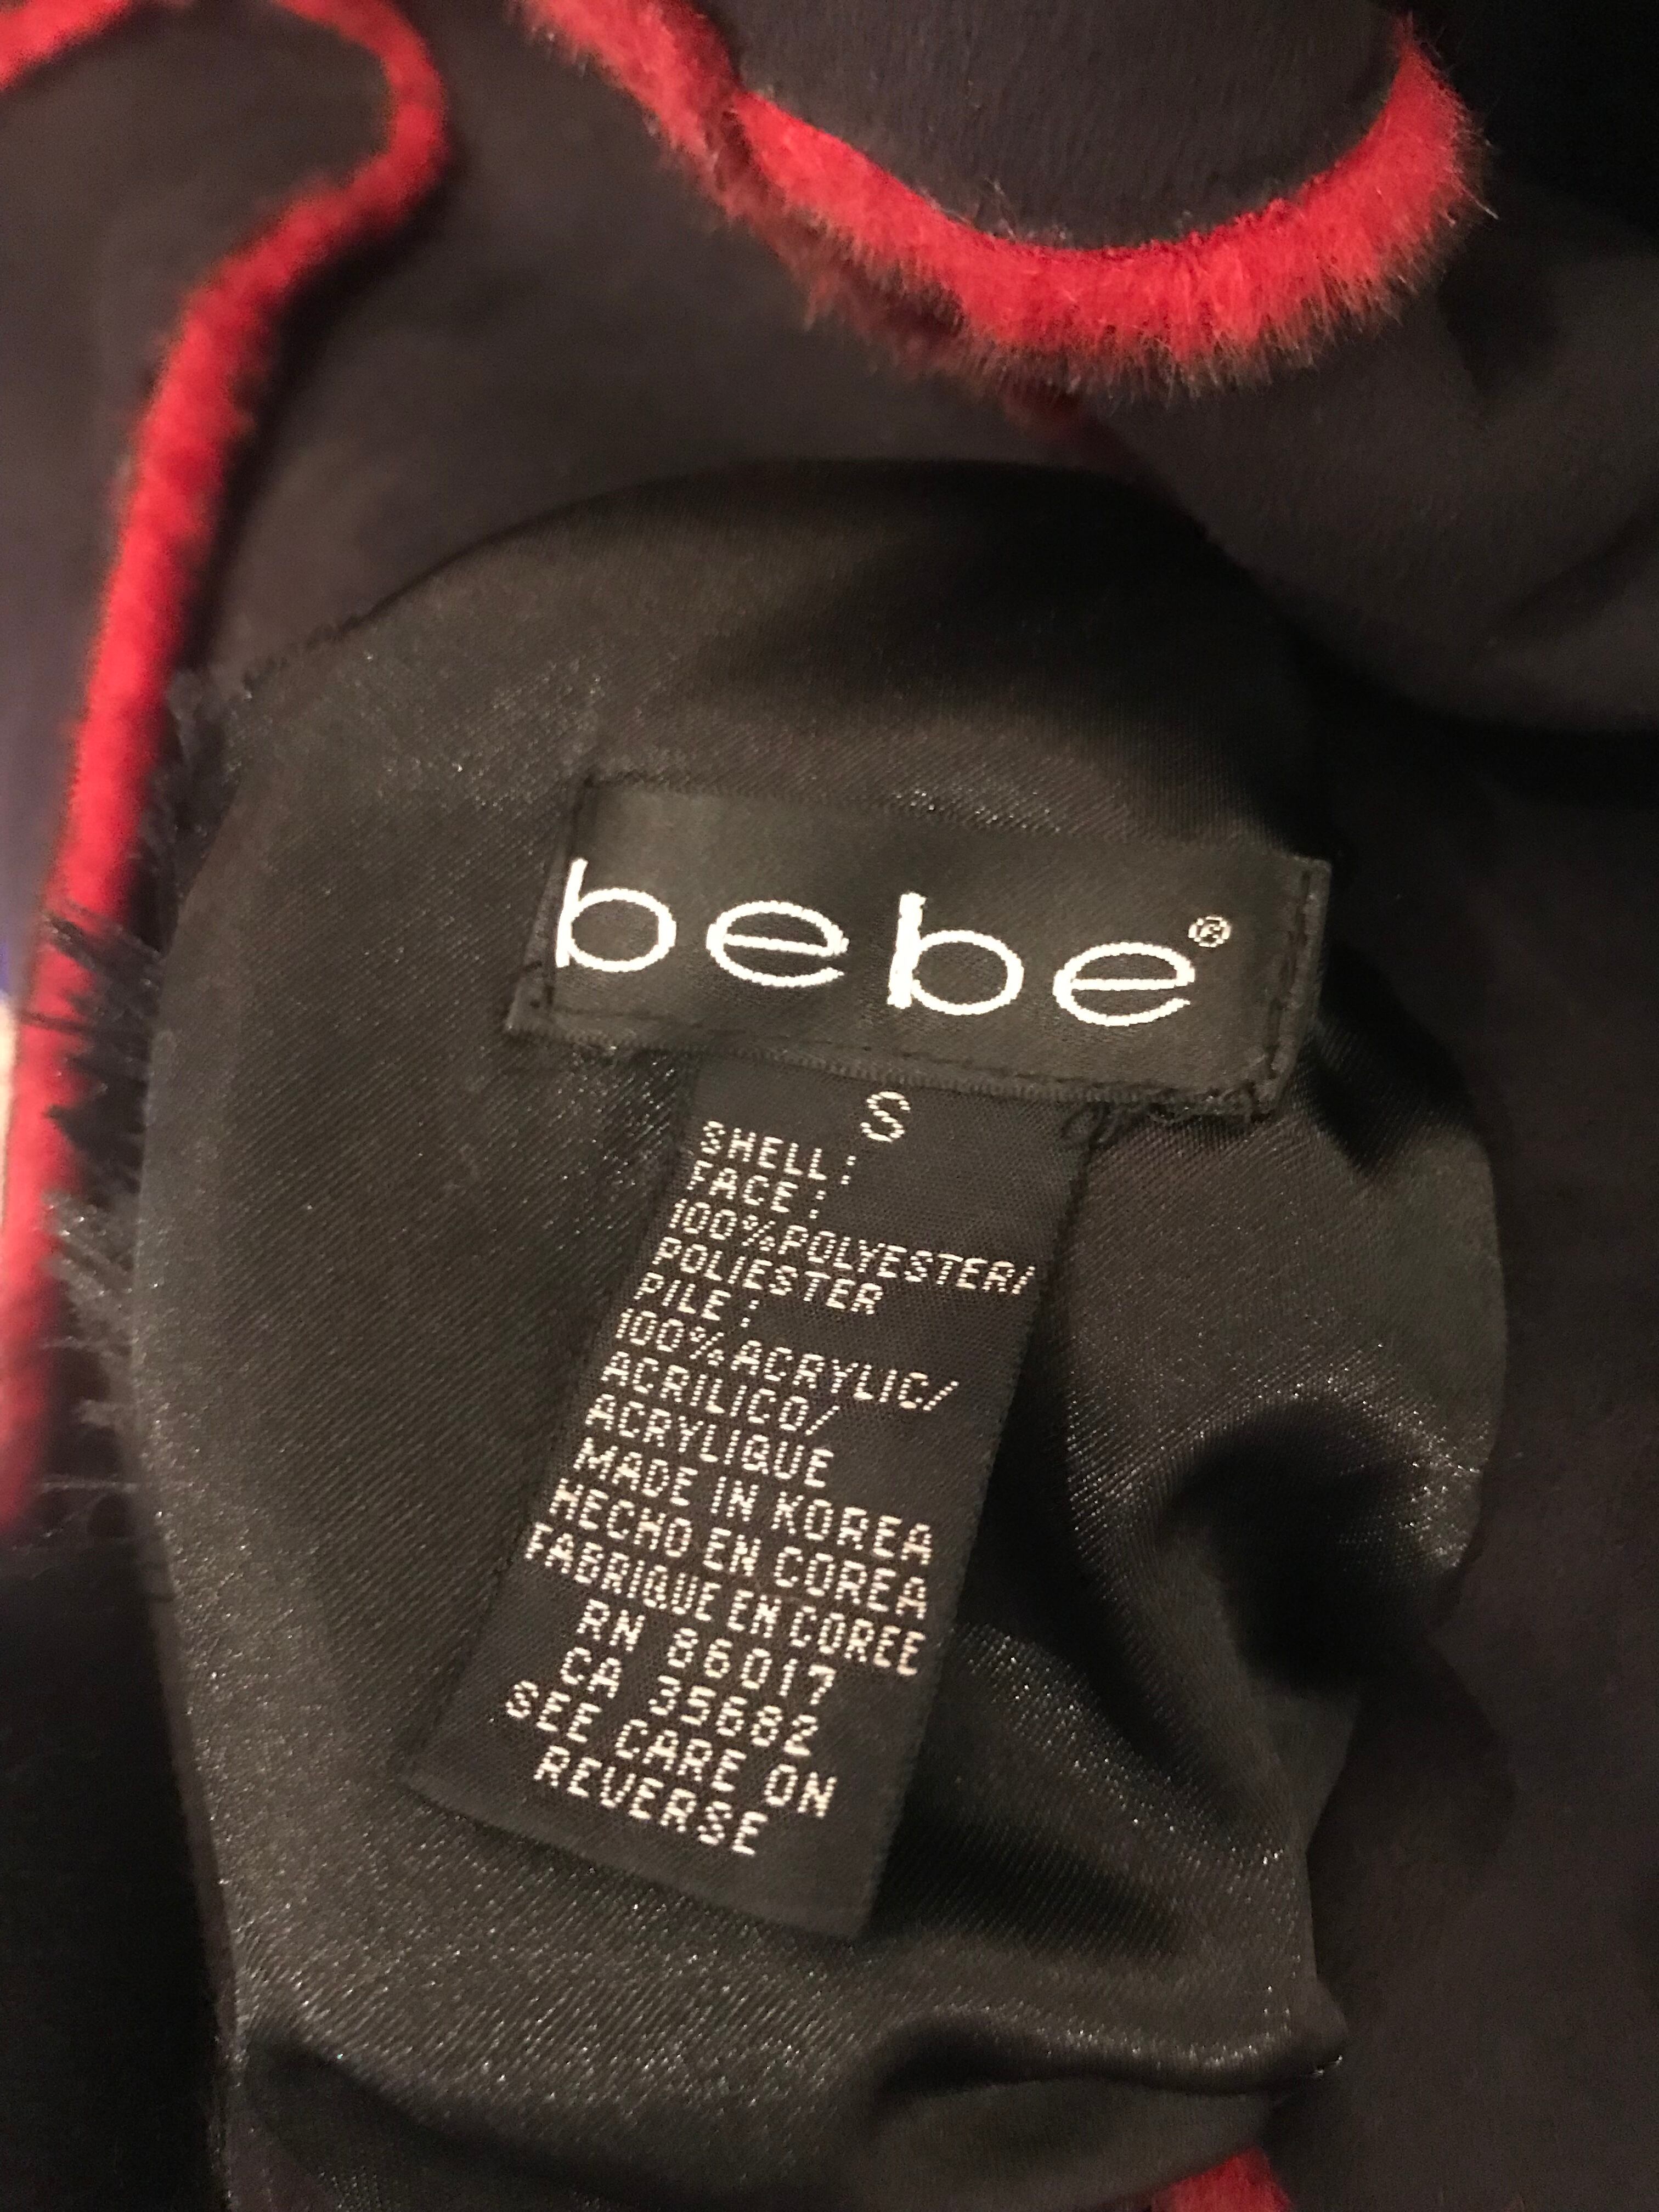 bebe®
S
SHELL:
FACE:
100%POLYESTER/
POLIESTER
PILE:
100%ACRYLIC/
ACRILICO/
ACRYLIQUE
MADE IN KOREA
HECHO EN COREA
FABRIQUE EN COREE
RN 86017
CA 35682
SEE CARE ON
REVERSE